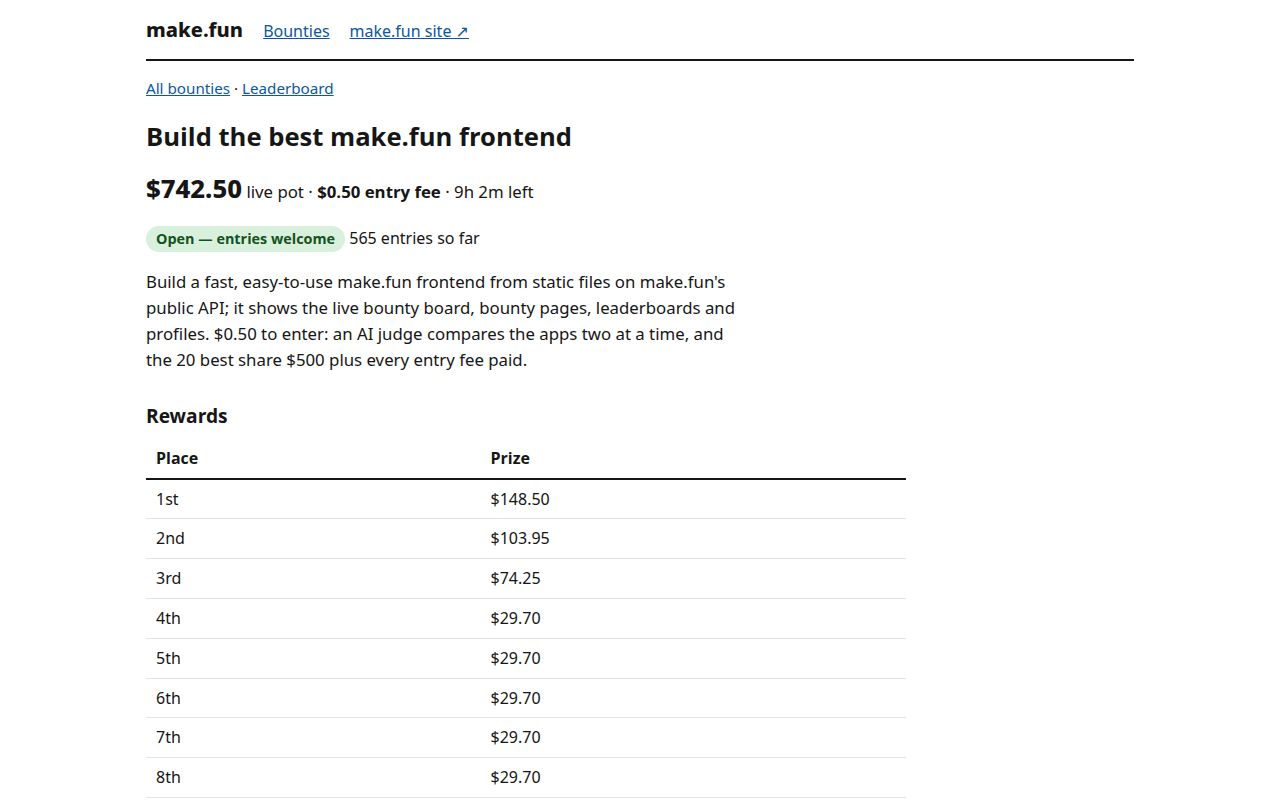 make.fun Bounties make.fun site ↗
All bounties · Leaderboard
Build the best make.fun frontend
$742.50 live pot · $0.50 entry fee · 9h 2m left
Open — entries welcome 565 entries so far
Build a fast, easy-to-use make.fun frontend from static files on make.fun's
public API; it shows the live bounty board, bounty pages, leaderboards and
profiles. $0.50 to enter: an AI judge compares the apps two at a time, and
the 20 best share $500 plus every entry fee paid.
Rewards
Place Prize
1st $148.50
2nd $103.95
3rd $74.25
4th $29.70
5th $29.70
6th $29.70
7th $29.70
8th $29.70